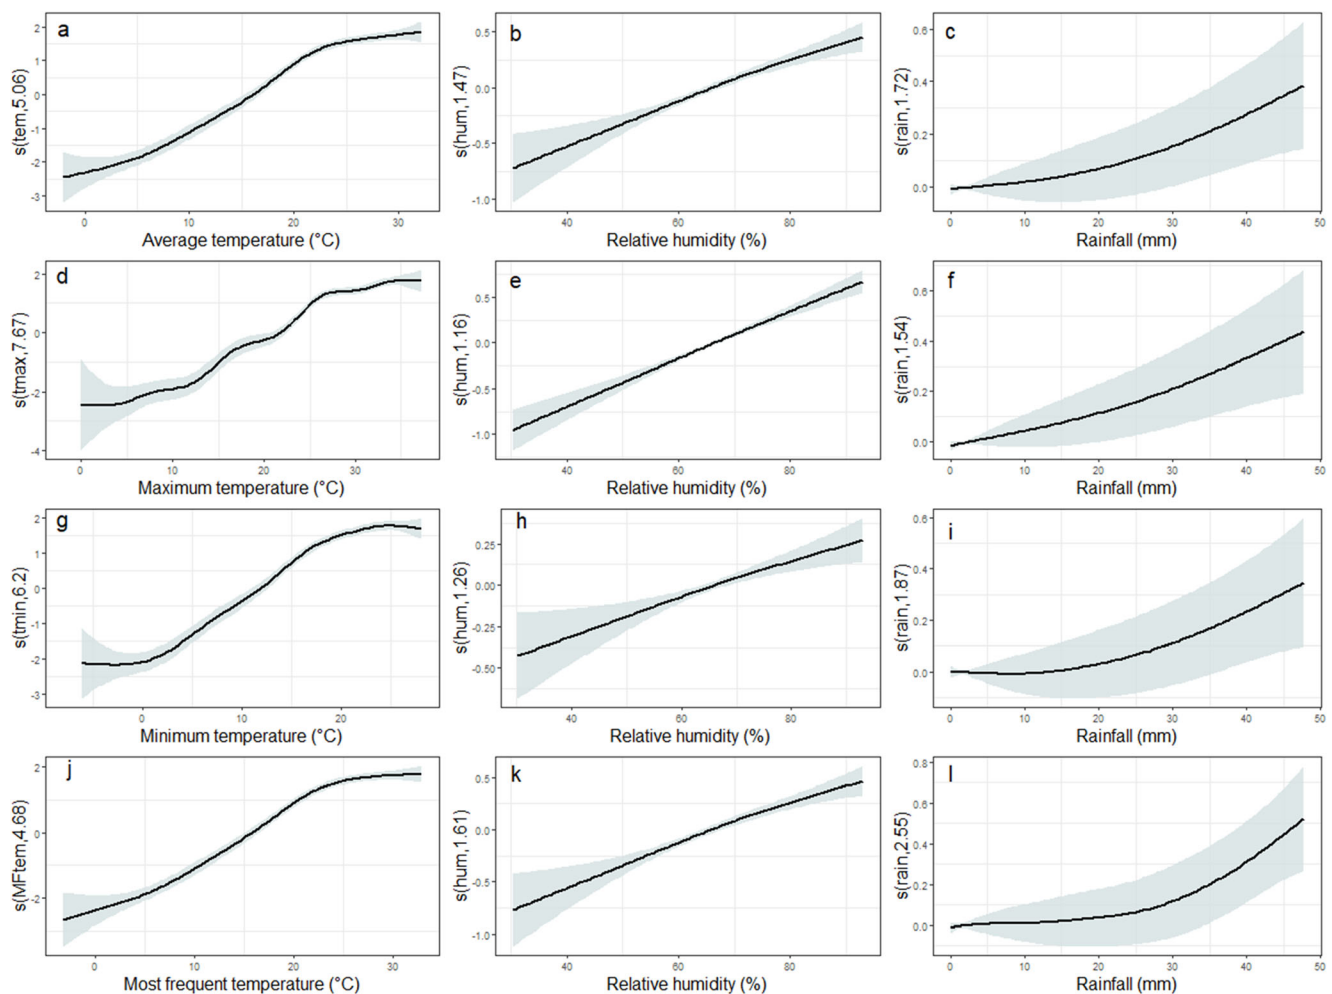 a
s(tem,5.06)
2
1
0
-1
-2
-3
0
10
20
30
Average temperature (°C)
b
s(hum,1.47)
0.5
0.0
-0.5
-1.0
40
60
80
Relative humidity (%)
c
s(rain,1.72)
0.6
0.4
0.2
0.0
0
10
20
30
40
50
Rainfall (mm)
d
s(tmax,7.67)
2
0
-2
-4
0
10
20
30
Maximum temperature (°C)
e
s(hum,1.16)
0.5
0.0
-0.5
-1.0
40
60
80
Relative humidity (%)
f
s(rain,1.54)
0.6
0.4
0.2
0.0
0
10
20
30
40
50
Rainfall (mm)
g
s(tmin,6.2)
2
1
0
-1
-2
-3
0
10
20
Minimum temperature (°C)
h
s(hum,1.26)
0.25
0.00
-0.25
-0.50
40
60
80
Relative humidity (%)
i
s(rain,1.87)
0.6
0.4
0.2
0.0
0
10
20
30
40
50
Rainfall (mm)
j
s(MFtem,4.68)
2
0
-2
0
10
20
30
Most frequent temperature (°C)
k
s(hum,1.61)
0.5
0.0
-0.5
-1.0
40
60
80
Relative humidity (%)
l
s(rain,2.55)
0.8
0.6
0.4
0.2
0.0
0
10
20
30
40
50
Rainfall (mm)